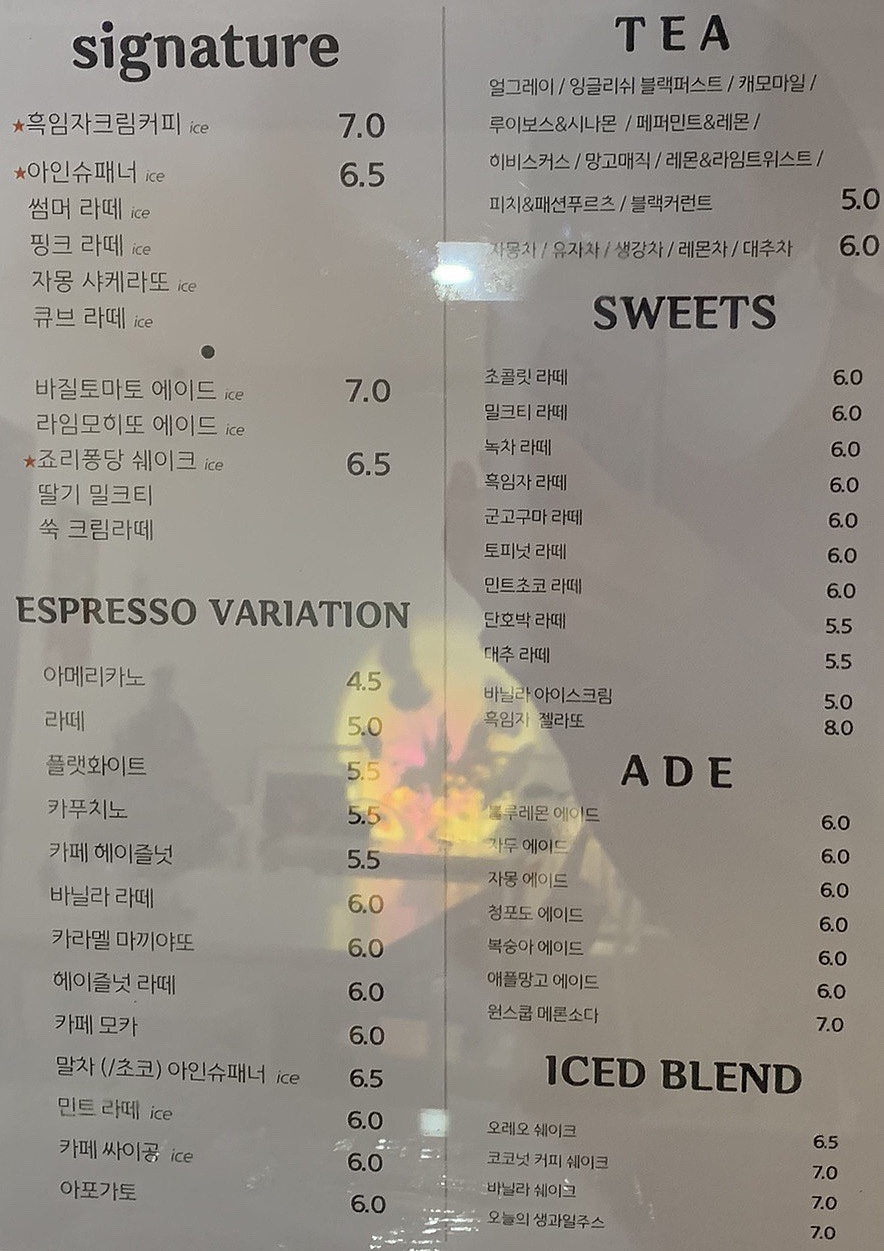 signature
★흑임자크림커피 ice 7.0
★아인슈패너 ice 6.5
썸머 라떼 ice
핑크 라떼 ice
자몽 샤케라또 ice
큐브 라떼 ice
●
바질토마토 에이드 ice 7.0
라임모히또 에이드 ice
★죠리퐁당 쉐이크 ice 6.5
딸기 밀크티
쑥 크림라떼
ESPRESSO VARIATION
아메리카노 4.5
라떼 5.0
플랫화이트 5.5
카푸치노 5.5
카페 헤이즐넛 5.5
바닐라 라떼 6.0
카라멜 마끼야또 6.0
헤이즐넛 라떼 6.0
카페 모카 6.0
말차 (/초코) 아인슈패너 ice 6.5
민트 라떼 ice 6.0
카페 싸이공 ice 6.0
아포가토 6.0
TEA
얼그레이 / 잉글리쉬 블랙퍼스트 / 캐모마일 /
루이보스&시나몬 / 페퍼민트&레몬 /
히비스커스 / 망고매직 / 레몬&라임트위스트 /
피치&패션푸르츠 / 블랙커런트 5.0
자몽차 / 유자차 / 생강차 / 레몬차 / 대추차 6.0
SWEETS
초콜릿 라떼 6.0
밀크티 라떼 6.0
녹차 라떼 6.0
흑임자 라떼 6.0
군고구마 라떼 6.0
토피넛 라떼 6.0
민트초코 라떼 6.0
단호박 라떼 5.5
대추 라떼 5.5
바닐라 아이스크림 5.0
흑임자 젤라또 8.0
ADE
블루레몬 에이드 6.0
자두 에이드 6.0
자몽 에이드 6.0
청포도 에이드 6.0
복숭아 에이드 6.0
애플망고 에이드 6.0
원스쿱 메론소다 7.0
ICED BLEND
오레오 쉐이크 6.5
코코넛 커피 쉐이크 7.0
바닐라 쉐이크 7.0
오늘의 생과일주스 7.0